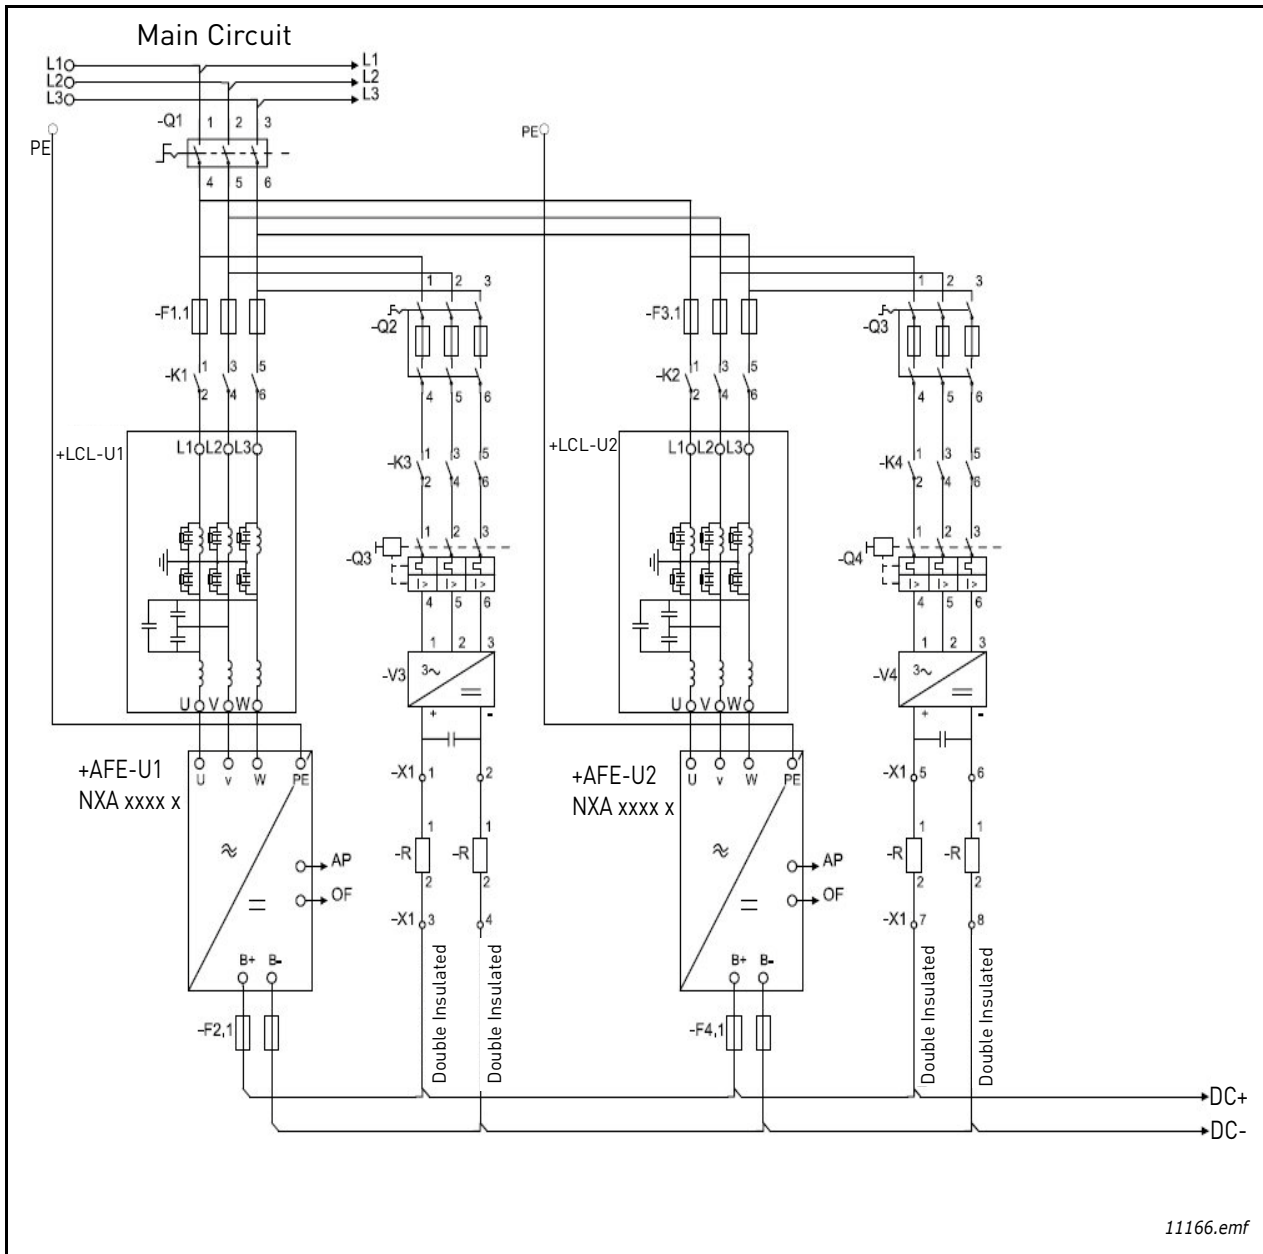 Main Circuit
L1 L1
L2 L2
L3 L3
PE
-Q1 1 2 3
4 5 6
PE
1 2 3
1 2 3
-F1.1
-Q2
-F3.1
-Q3
-K1 1 3 5
2 4 6
4 5 6
-K2 1 3 5
2 4 6
4 5 6
+LCL-U1
L1 L2 L3
-K3 1 3 5
2 4 6
+LCL-U2
L1 L2 L3
-K4 1 3 5
2 4 6
-Q3 1 2 3
I> I> I>
4 5 6
-Q4 1 2 3
I> I> I>
4 5 6
1 2 3
-V3 3~
+ -
1 2 3
-V4 3~
+ -
U V W
U V W
+AFE-U1
NXA xxxx x
U v W PE
-X1 1 2
+AFE-U2
NXA xxxx x
U v W PE
-X1 5 6
AP
OF
-R 1 2
-R 1 2
AP
OF
-R 1 2
-R 1 2
-X1 3 4
-X1 7 8
B+ B-
B+ B-
Double Insulated
Double Insulated
Double Insulated
Double Insulated
-F2,1
-F4,1
DC+
DC-
11166.emf